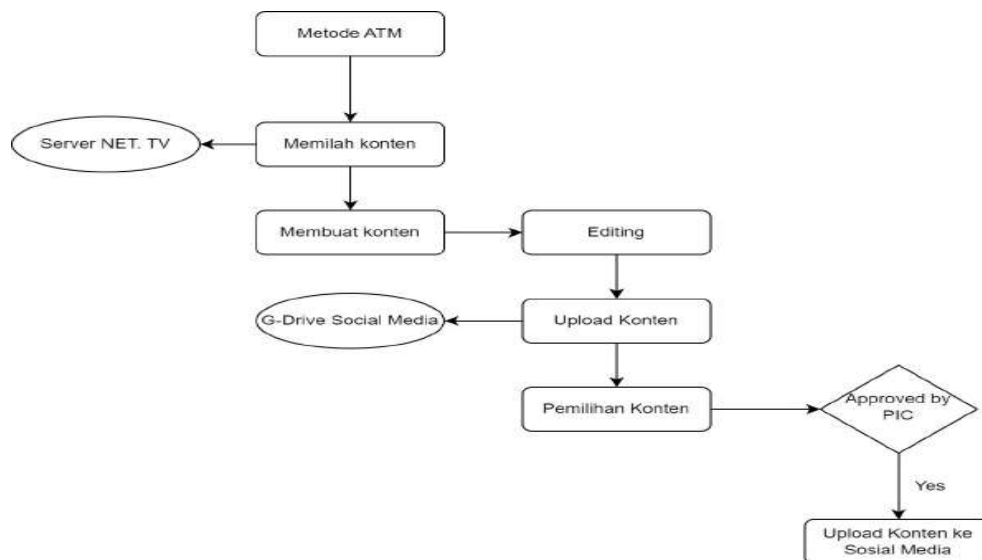 Metode ATM
Server NET. TV
Memilah konten
Membuat konten
Editing
G-Drive Social Media
Upload Konten
Pemilihan Konten
Approved by
PIC
Yes
Upload Konten ke
Sosial Media